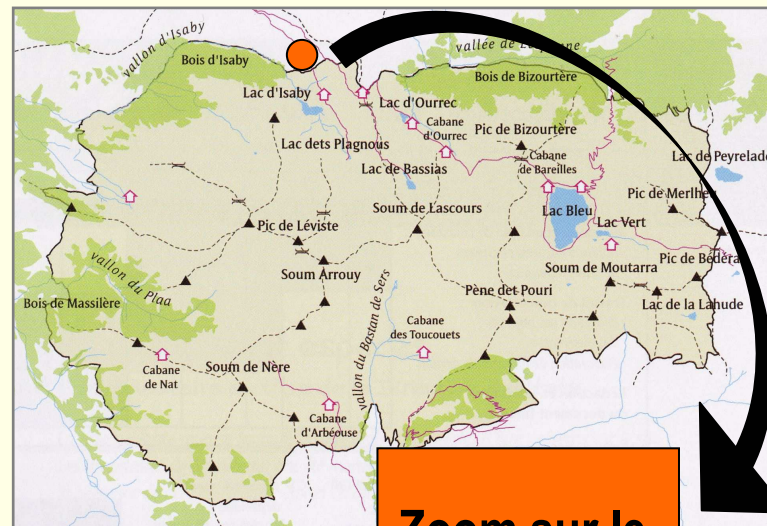 vallon d'Isaby
Bois d'Isaby
Bois de Bizourtère
Lac d'Isaby
Lac d'Ourrec
Cabane
d'Ourrec
Pic de Bizourtère
Lac dets Plagnous
Lac de Bassias
Cabane
de Bareilles
Lac de Peyrelade
Pic de Merlheu
Soum de Lascours
Lac Bleu
Lac Vert
Pic de Léviste
Pic de Bédéra
vallon du Plaa
Soum Arrouy
Soum de Moutarra
Bois de Massilère
Pène det Pouri
Lac de la Lahude
vallon du Bastan de Sers
Cabane
des Toucouets
Cabane
de Nat
Soum de Nère
Cabane
d'Arbéouse
Zoom sur le